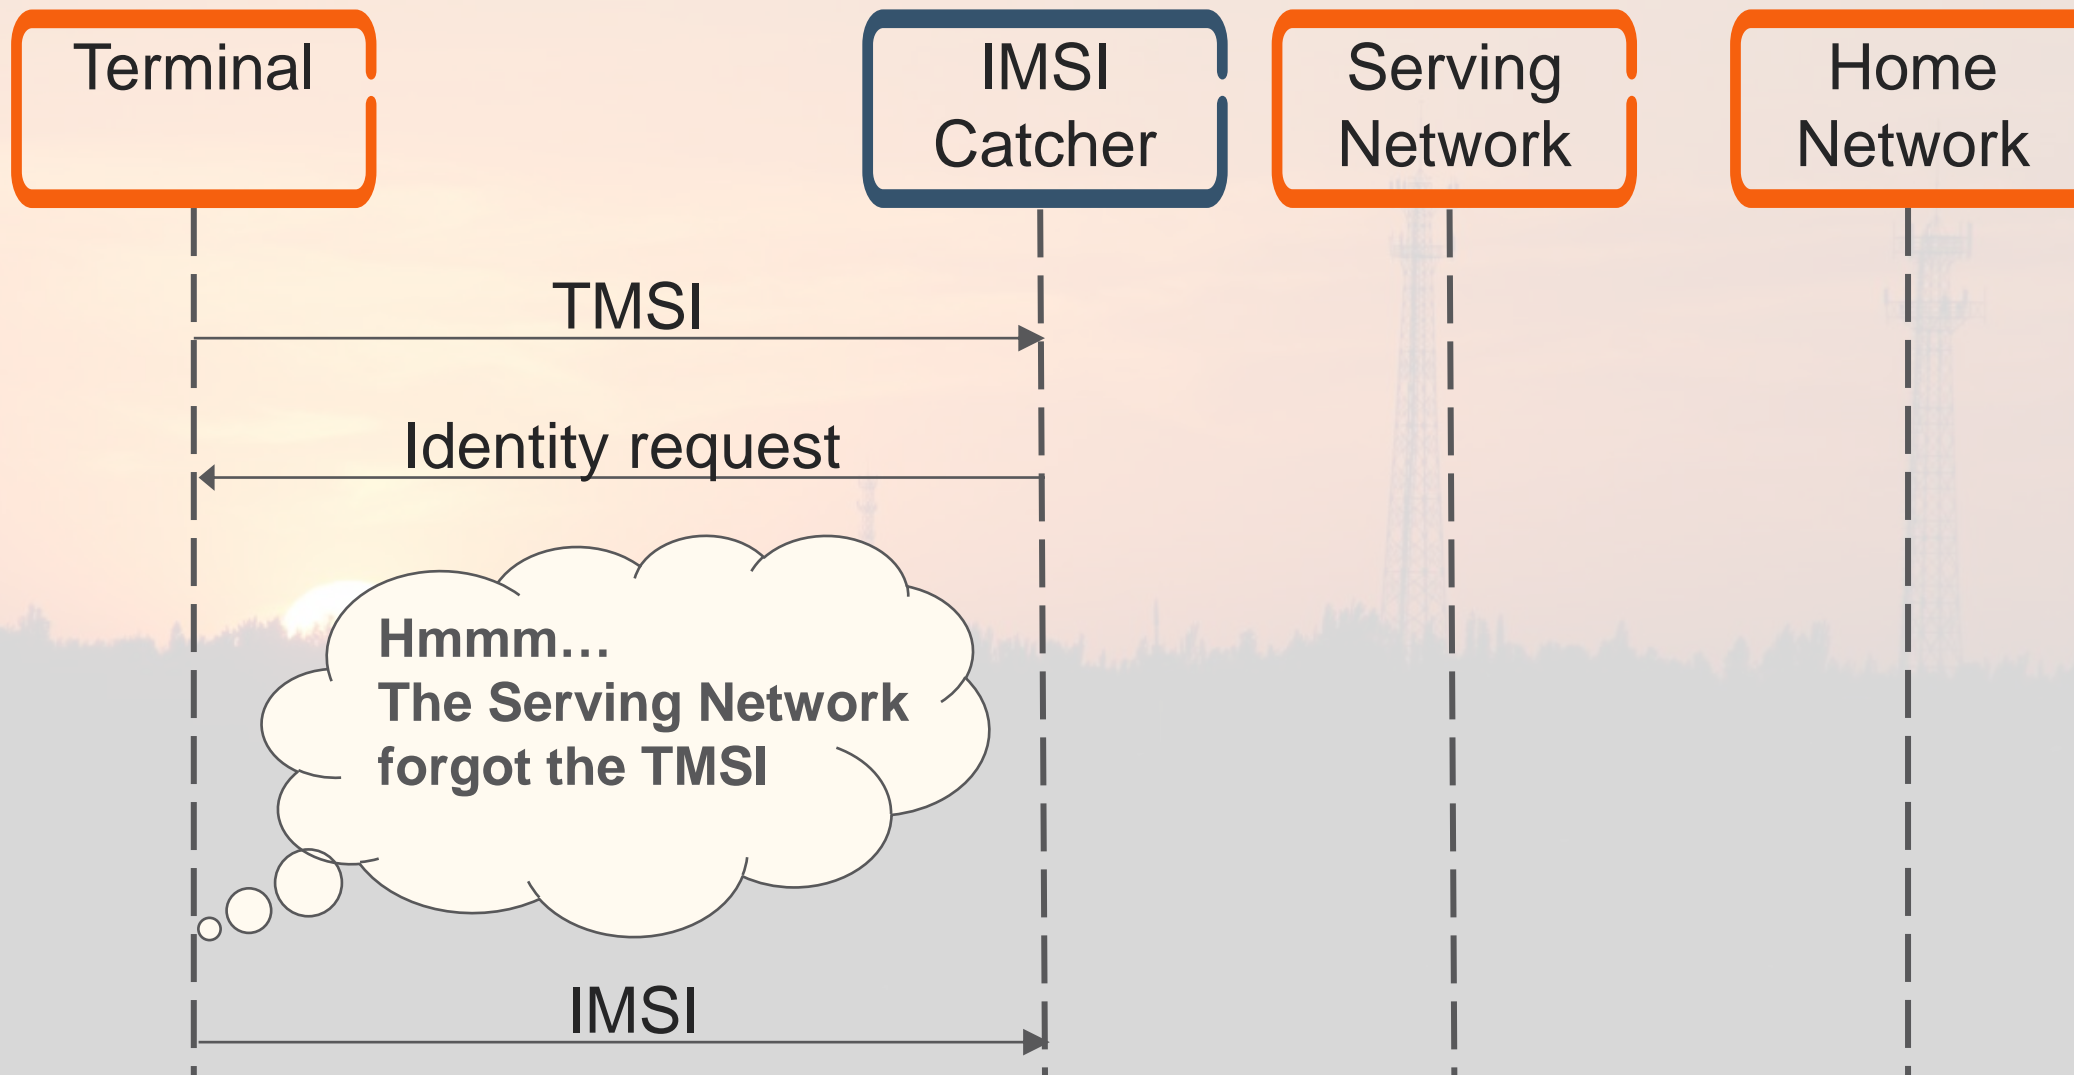 Terminal
IMSI
Catcher
Serving
Network
Home
Network
TMSI
Identity request
Hmmm…
The Serving Network
forgot the TMSI
IMSI